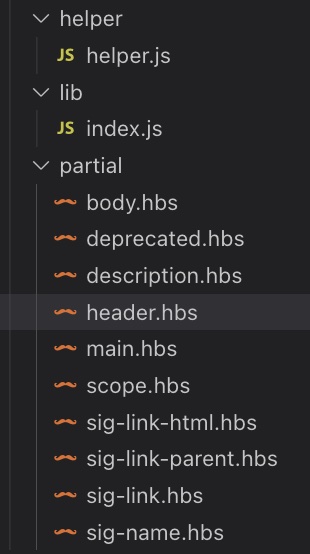 helper
JS helper.js
lib
JS index.js
partial
body.hbs
deprecated.hbs
description.hbs
header.hbs
main.hbs
scope.hbs
sig-link-html.hbs
sig-link-parent.hbs
sig-link.hbs
sig-name.hbs